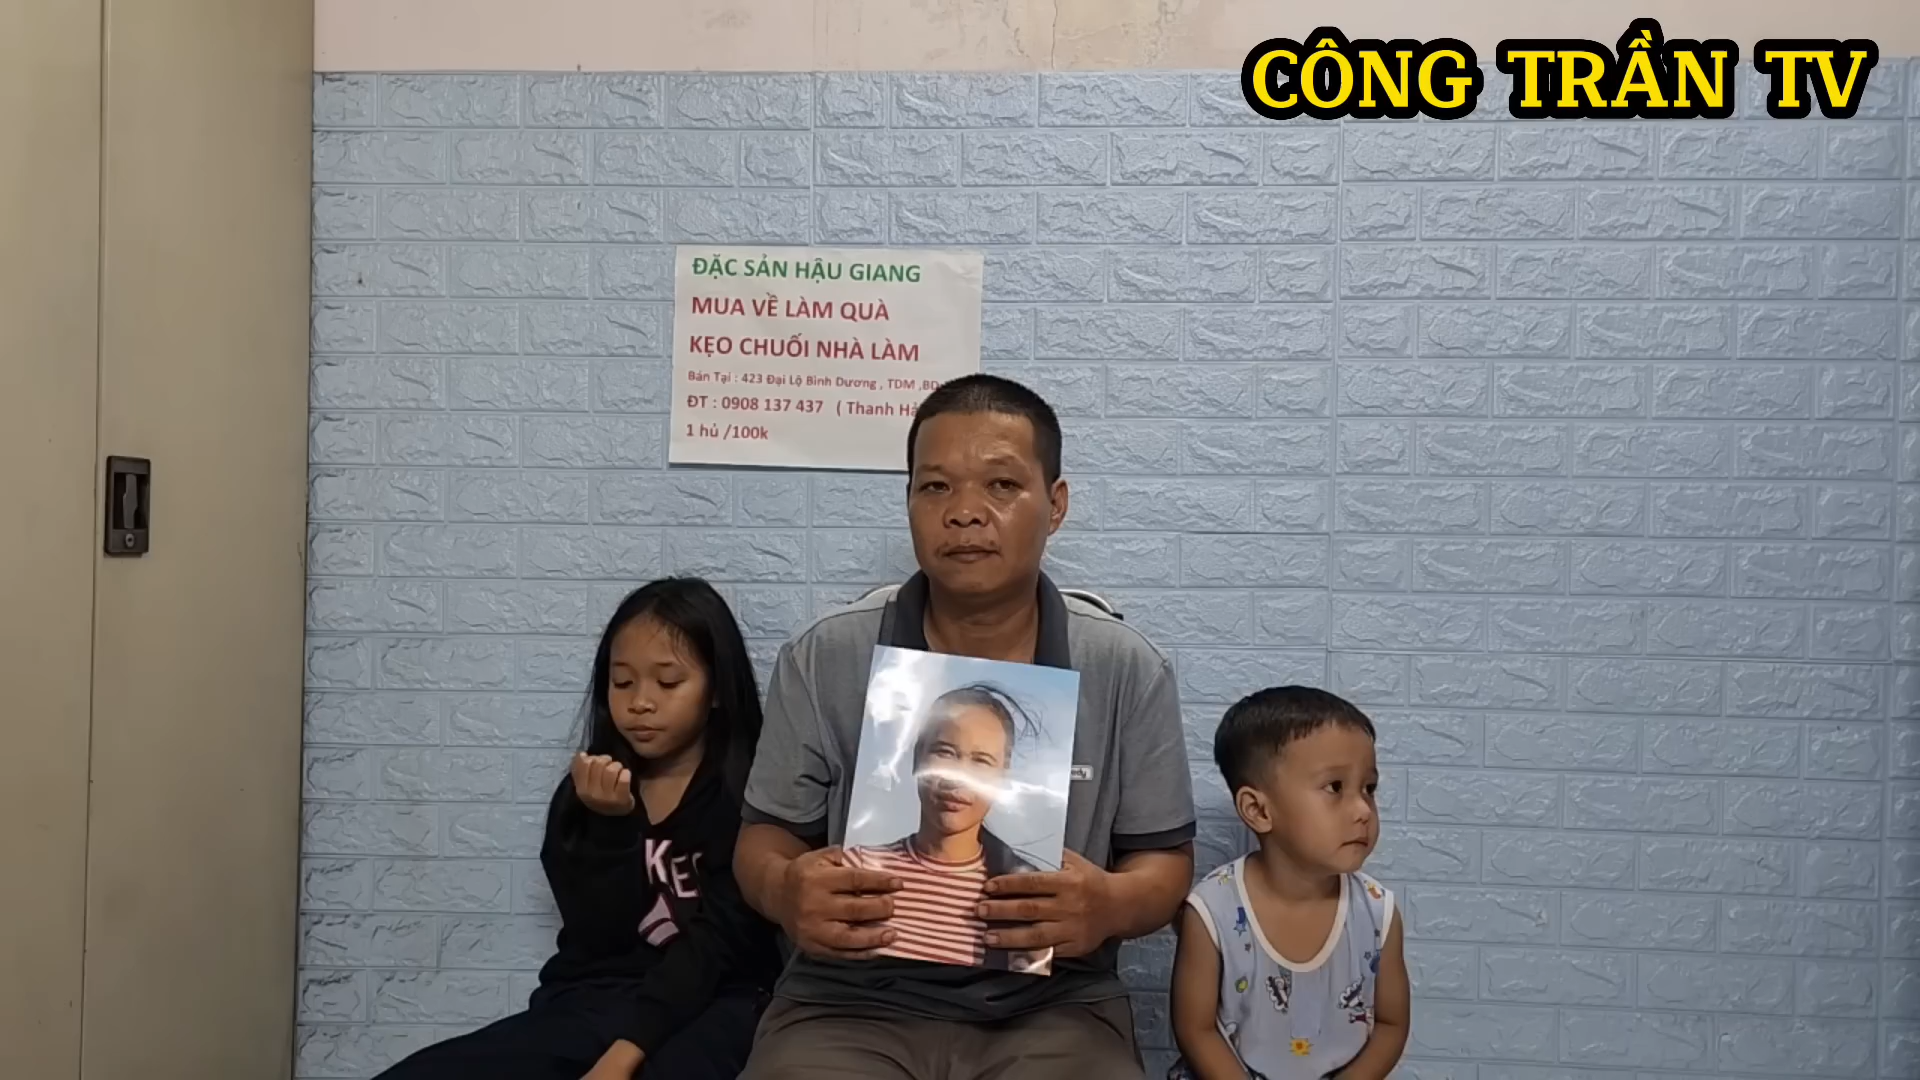 CÔNG TRẦN TV
ĐẶC SẢN HẬU GIANG
MUA VỀ LÀM QUÀ
KẸO CHUỐI NHÀ LÀM
Bán Tại : 423 Đại Lộ Bình Dương , TDM ,BD
ĐT : 0908 137 437 ( Thanh
1 hủ /100k